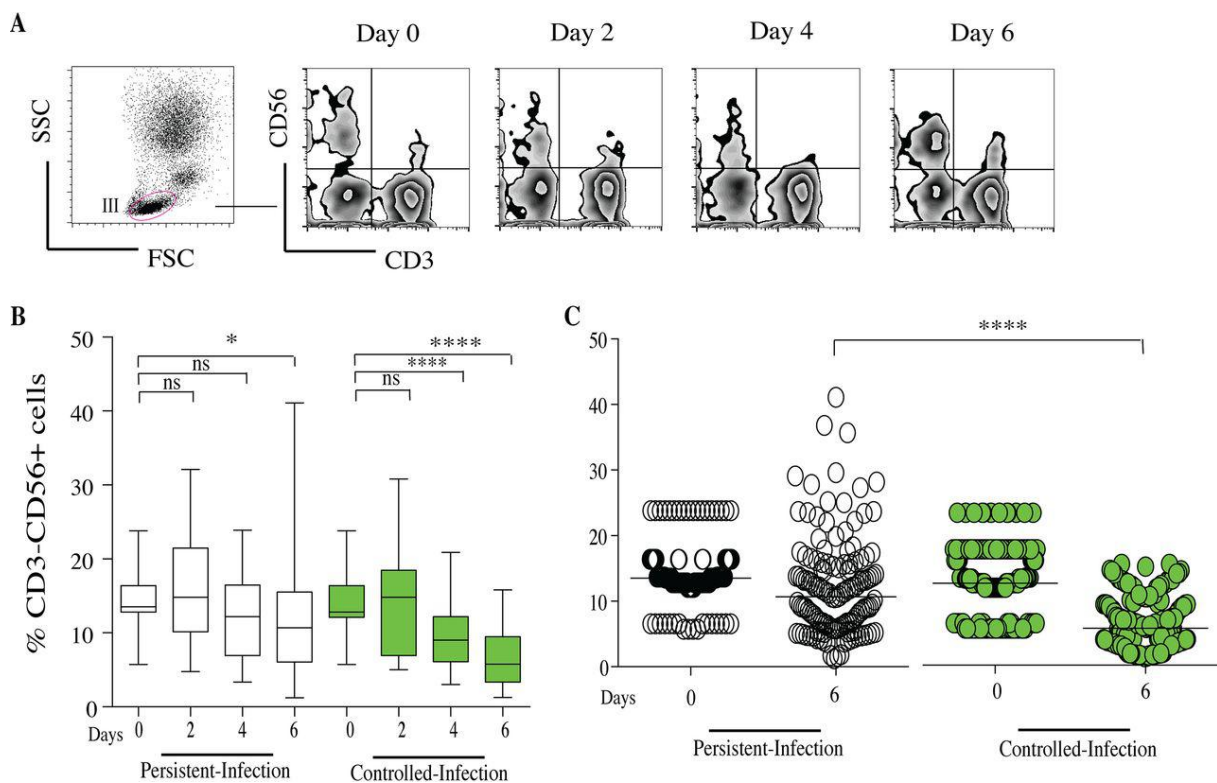 A
Day 0
Day 2
Day 4
Day 6
SSC
III
FSC
CD56
CD3
B
% CD3-CD56+ cells
50
40
30
20
10
0
*
ns
ns
****
****
ns
Days
0
2
4
6
0
2
4
6
Persistent-Infection
Controlled-Infection
C
50
40
30
20
10
0
****
Days
0
6
0
6
Persistent-Infection
Controlled-Infection